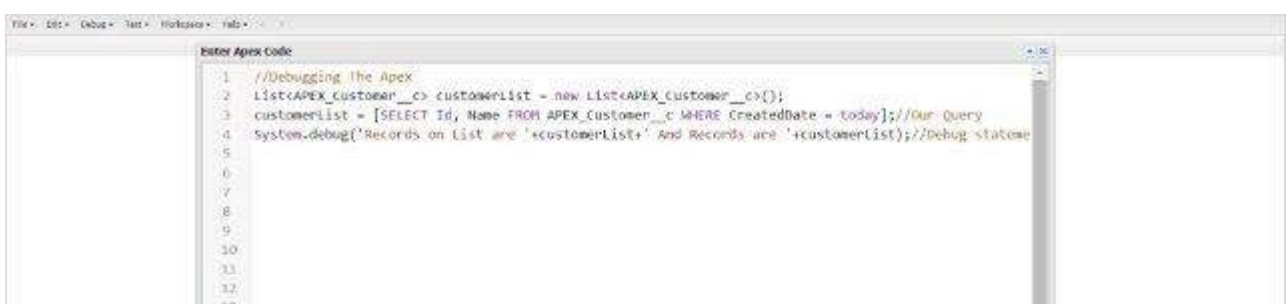 File • Edit • Debug • Test • Workspace • Help • < >
Enter Apex Code
1 //Debugging The Apex
2 List<APEX_Customer__c> customerList = new List<APEX_Customer__c>();
3 customerList = [SELECT Id, Name FROM APEX_Customer__c WHERE CreatedDate = today];//Our Query
4 System.debug('Records on List are '+customerList+' And Records are '+customerList);//Debug stateme
5
6
7
8
9
10
11
12